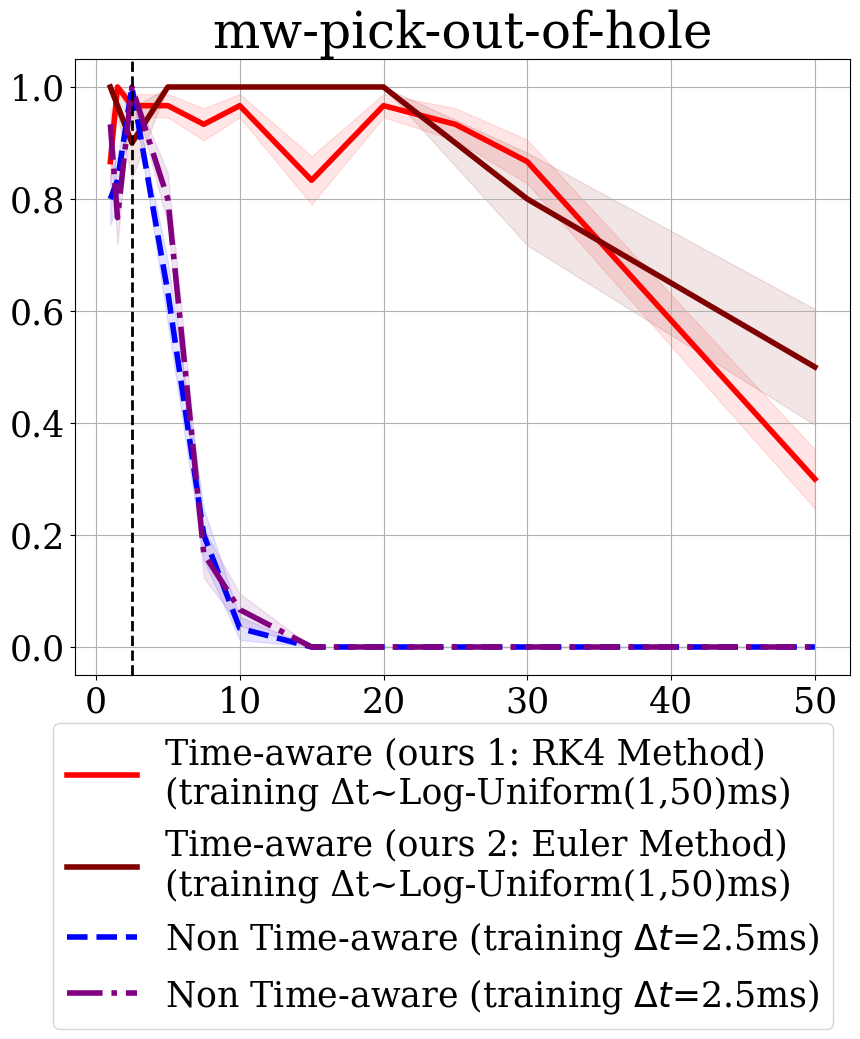 mw-pick-out-of-hole
1.0
0.8
0.6
0.4
0.2
0.0
0 10 20 30 40 50
Time-aware (ours 1: RK4 Method)
(training Δt~Log-Uniform(1,50)ms)
Time-aware (ours 2: Euler Method)
(training Δt~Log-Uniform(1,50)ms)
Non Time-aware (training Δt=2.5ms)
Non Time-aware (training Δt=2.5ms)